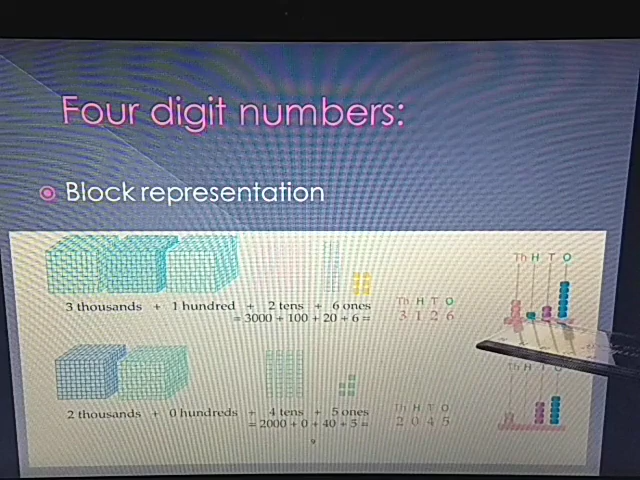 Four digit numbers:
Block representation
Th H T O
3 thousands + 1 hundred + 2 tens + 6 ones
= 3000 + 100 + 20 + 6 =
Th H T O
3 1 2 6
Th H T O
2 thousands + 0 hundreds + 4 tens + 5 ones
= 2000 + 0 + 40 + 5 =
Th H T O
2 0 4 5
9